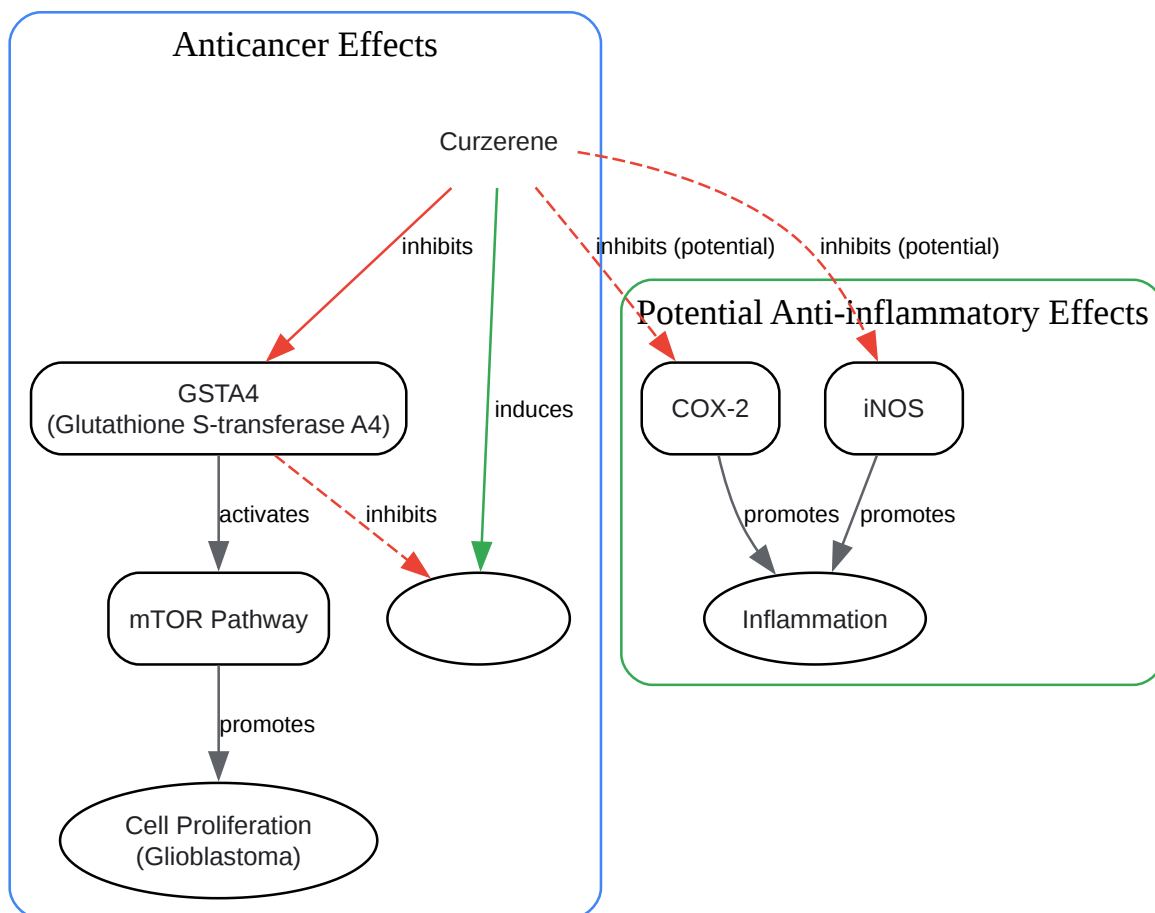 Anticancer Effects
Curzerene
inhibits
inhibits (potential)
inhibits (potential)
Potential Anti-inflammatory Effects
GSTA4
(Glutathione S-transferase A4)
induces
COX-2
iNOS
activates
inhibits
promotes
promotes
mTOR Pathway
Inflammation
promotes
Cell Proliferation
(Glioblastoma)